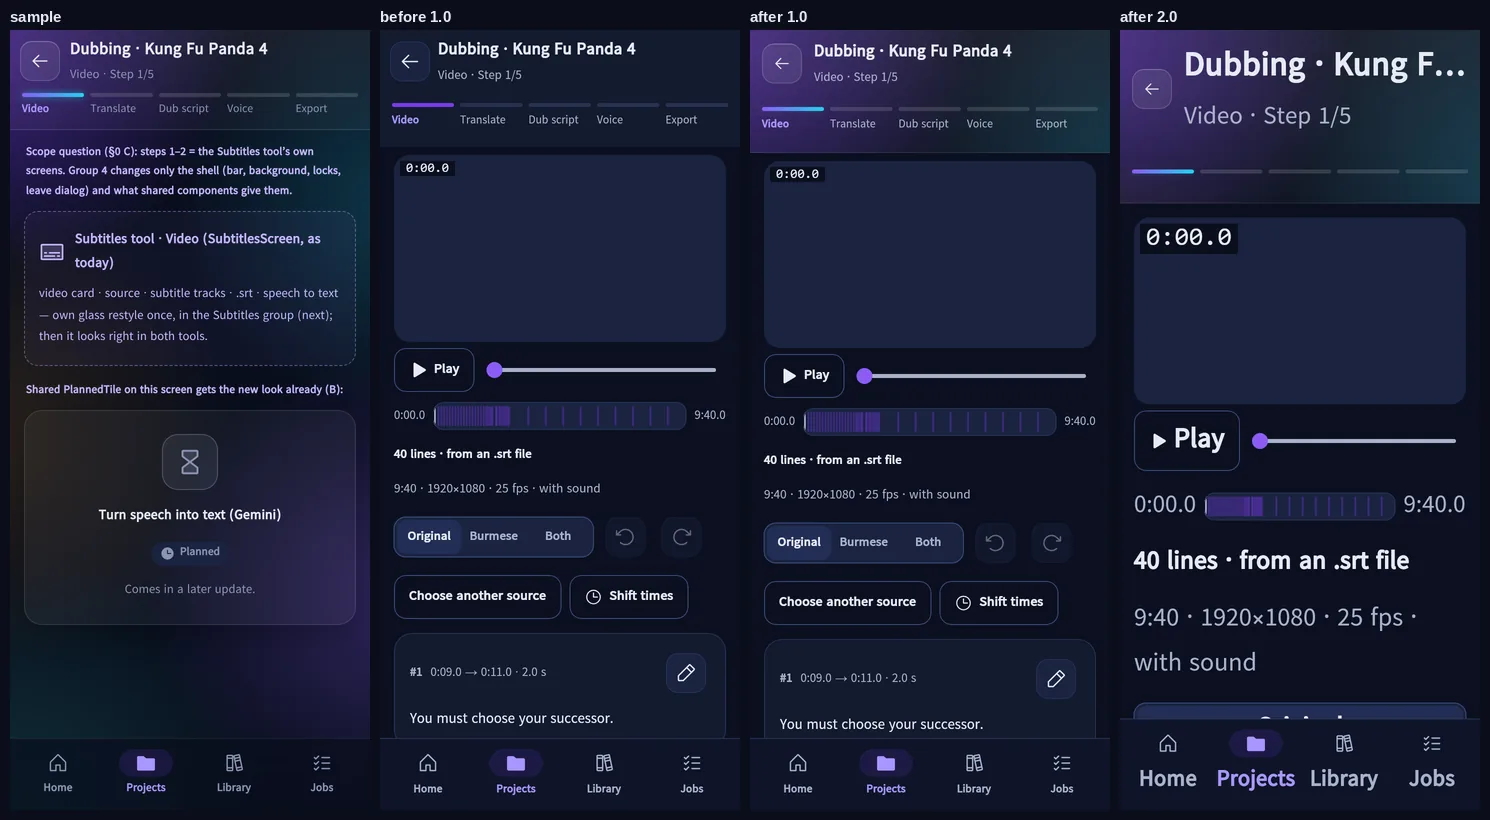 sample
Dubbing · Kung Fu Panda 4
Video · Step 1/5
Video
Translate
Dub script
Voice
Export
Scope question (§0 C): steps 1–2 = the Subtitles tool's own
screens. Group 4 changes only the shell (bar, background, locks,
leave dialog) and what shared components give them.
Subtitles tool · Video (SubtitlesScreen, as
today)
video card · source · subtitle tracks · .srt · speech to text
— own glass restyle once, in the Subtitles group (next);
then it looks right in both tools.
Shared PlannedTile on this screen gets the new look already (B):
Turn speech into text (Gemini)
Planned
Comes in a later update.
Home
Projects
Library
Jobs
before 1.0
Dubbing · Kung Fu Panda 4
Video · Step 1/5
Video
Translate
Dub script
Voice
Export
0:00.0
Play
0:00.0
9:40.0
40 lines · from an .srt file
9:40 · 1920×1080 · 25 fps · with sound
Original
Burmese
Both
Choose another source
Shift times
#1 0:09.0 → 0:11.0 · 2.0 s
You must choose your successor.
Home
Projects
Library
Jobs
after 1.0
Dubbing · Kung Fu Panda 4
Video · Step 1/5
Video
Translate
Dub script
Voice
Export
0:00.0
Play
0:00.0
9:40.0
40 lines · from an .srt file
9:40 · 1920×1080 · 25 fps · with sound
Original
Burmese
Both
Choose another source
Shift times
#1 0:09.0 → 0:11.0 · 2.0 s
You must choose your successor.
Home
Projects
Library
Jobs
after 2.0
Dubbing · Kung F...
Video · Step 1/5
0:00.0
Play
0:00.0
9:40.0
40 lines · from an .srt file
9:40 · 1920×1080 · 25 fps ·
with sound
Home
Projects
Library
Jobs